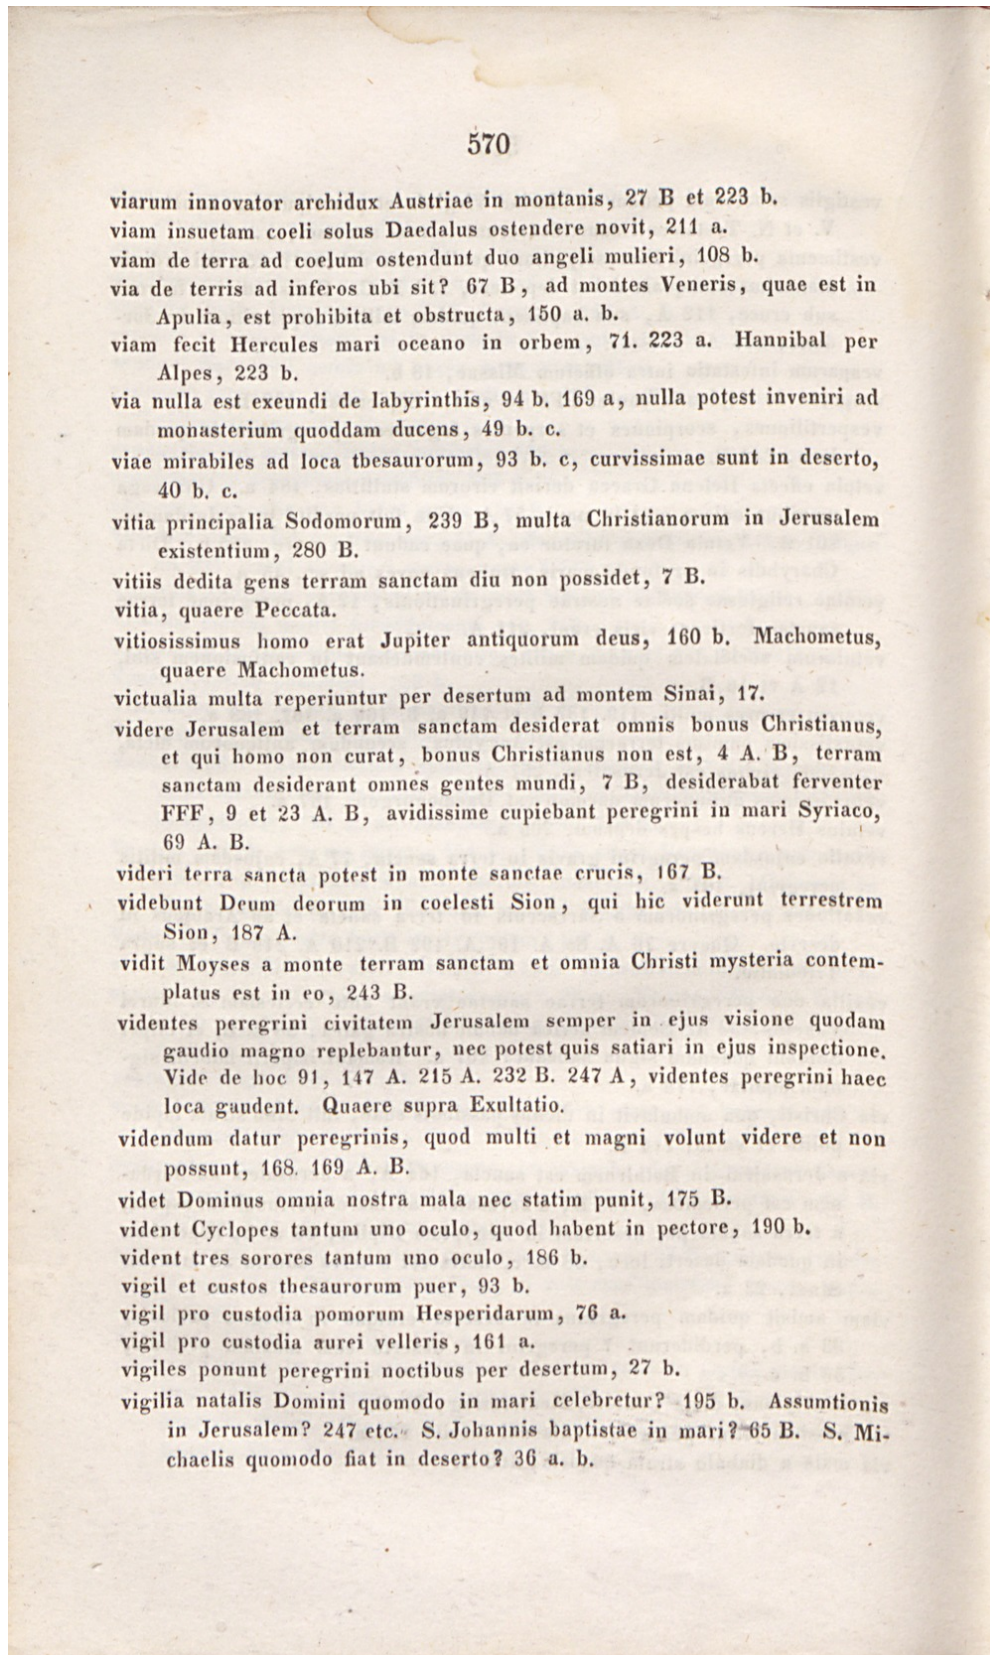 570
viarum innovator archidux Austriae in montanis, 27 B et 223 b.
viam insuetam coeli solus Daedalus ostendere novit, 211 a.
viam de terra ad coelum ostendunt duo angeli mulieri, 108 b.
via de terris ad inferos ubi sit? 67 B, ad montes Veneris, quae est in
Apulia, est prohibita et obstructa, 150 a. b.
viam fecit Hercules mari oceano in orbem, 71. 223 a. Hannibal per
Alpes, 223 b.
via nulla est exeundi de labyrinthis, 94 b. 169 a, nulla potest inveniri ad
monasterium quoddam ducens, 49 b. c.
viae mirabiles ad loca thesaurorum, 93 b. c, curvissimae sunt in deserto,
40 b. c.
vitia principalia Sodomorum, 239 B, multa Christianorum in Jerusalem
existentium, 280 B.
vitiis dedita gens terram sanctam diu non possidet, 7 B.
vitia, quaere Peccata.
vitiosissimus homo erat Jupiter antiquorum deus, 160 b. Machometus,
quaere Machometus.
victualia multa reperiuntur per desertum ad montem Sinai, 17.
videre Jerusalem et terram sanctam desiderat omnis bonus Christianus,
et qui homo non curat, bonus Christianus non est, 4 A. B, terram
sanctam desiderant omnes gentes mundi, 7 B, desiderabat ferventer
FFF, 9 et 23 A. B, avidissime cupiebant peregrini in mari Syriaco,
69 A. B.
videri terra sancta potest in monte sanctae crucis, 167 B.
videbunt Deum deorum in coelesti Sion, qui hic viderunt terrestrem
Sion, 187 A.
vidit Moyses a monte terram sanctam et omnia Christi mysteria contem-
platus est in eo, 243 B.
videntes peregrini civitatem Jerusalem semper in ejus visione quodam
gaudio magno replebantur, nec potest quis satiari in ejus inspectione.
Vide de hoc 91, 147 A. 215 A. 232 B. 247 A, videntes peregrini haec
loca gaudent. Quaere supra Exultatio.
videndum datur peregrinis, quod multi et magni volunt videre et non
possunt, 168. 169 A. B.
videt Dominus omnia nostra mala nec statim punit, 175 B.
vident Cyclopes tantum uno oculo, quod habent in pectore, 190 b.
vident tres sorores tantum uno oculo, 186 b.
vigil et custos thesaurorum puer, 93 b.
vigil pro custodia pomorum Hesperidarum, 76 a.
vigil pro custodia aurei velleris, 161 a.
vigiles ponunt peregrini noctibus per desertum, 27 b.
vigilia natalis Domini quomodo in mari celebretur? 195 b. Assumtionis
in Jerusalem? 247 etc. S. Johannis baptistae in mari? 65 B. S. Mi-
chaelis quomodo fiat in deserto? 36 a. b.